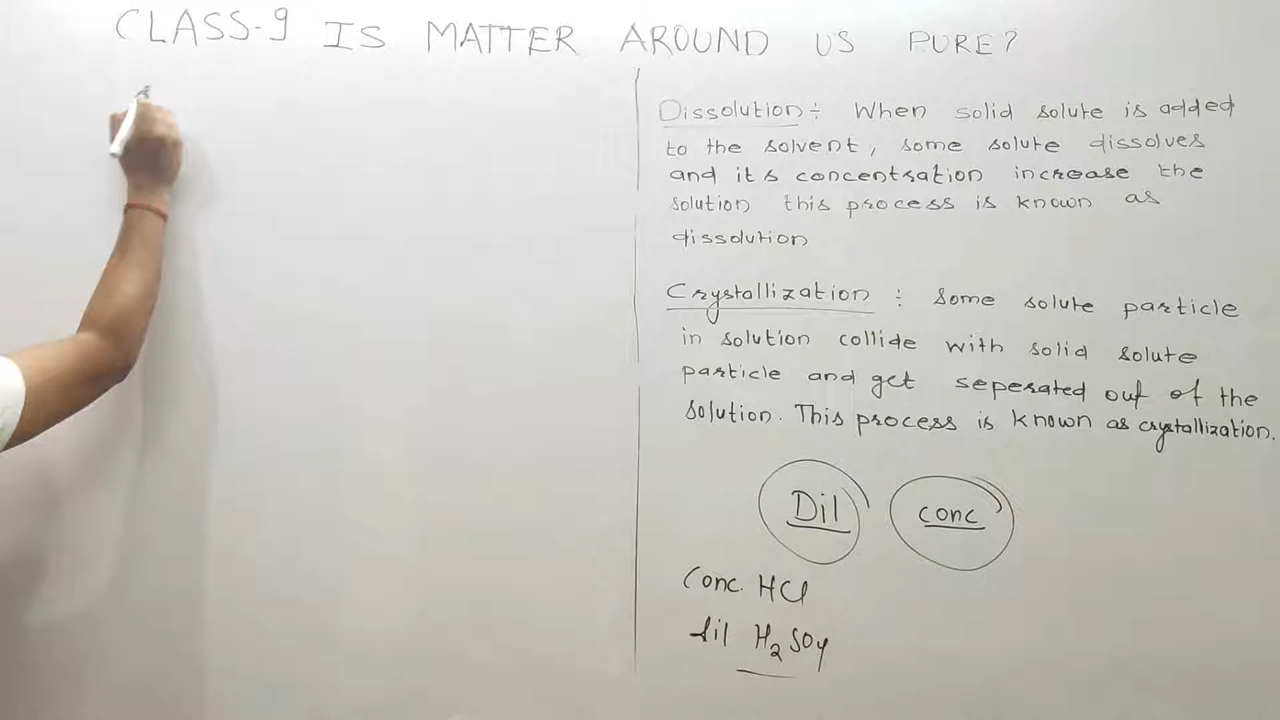 CLASS-9 IS MATTER AROUND US PURE?
Dissolution ÷ When solid solute is added
to the solvent, some solute dissolves
and its concentration increase the
solution this process is known as
dissolution
Crystallization : Some solute particle
in solution collide with solid solute
particle and get seperated out of the
solution. This process is known as crystallization.
Dil conc
Conc. HCl
dil H₂SO₄